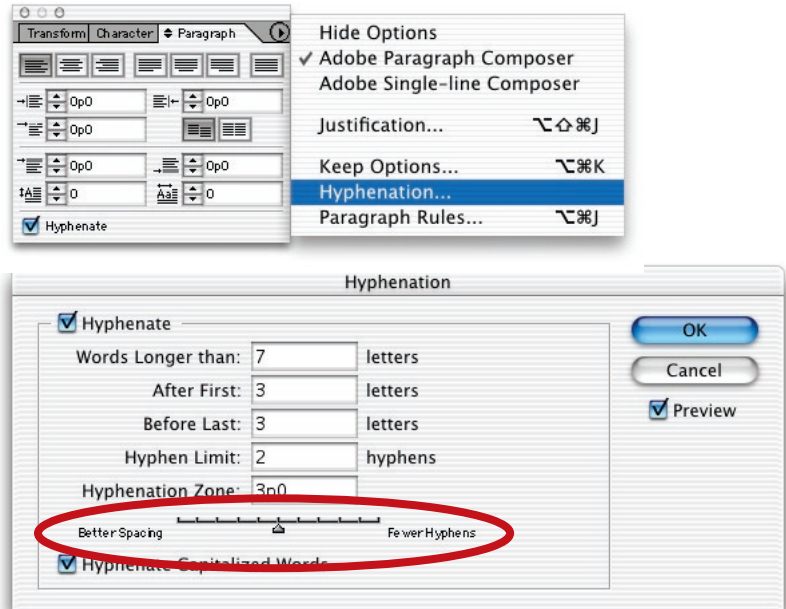 Transform Character Paragraph
0p0 0p0
0p0
0p0 0p0
0 0
Hyphenate
Hide Options
✓ Adobe Paragraph Composer
Adobe Single-line Composer
Justification... ⌥⇧⌘J
Keep Options... ⌥⌘K
Hyphenation...
Paragraph Rules... ⌥⌘J
Hyphenation
Hyphenate
Words Longer than: 7 letters
After First: 3 letters
Before Last: 3 letters
Hyphen Limit: 2 hyphens
Hyphenation Zone: 3p0
Better Spacing Fewer Hyphens
Hyphenate Capitalized Words
OK
Cancel
Preview